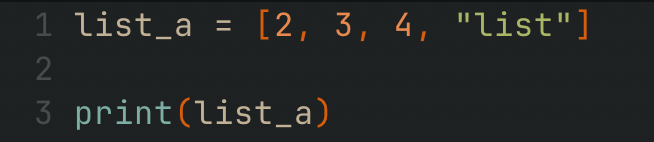 1 list_a = [2, 3, 4, "list"]
2
3 print(list_a)